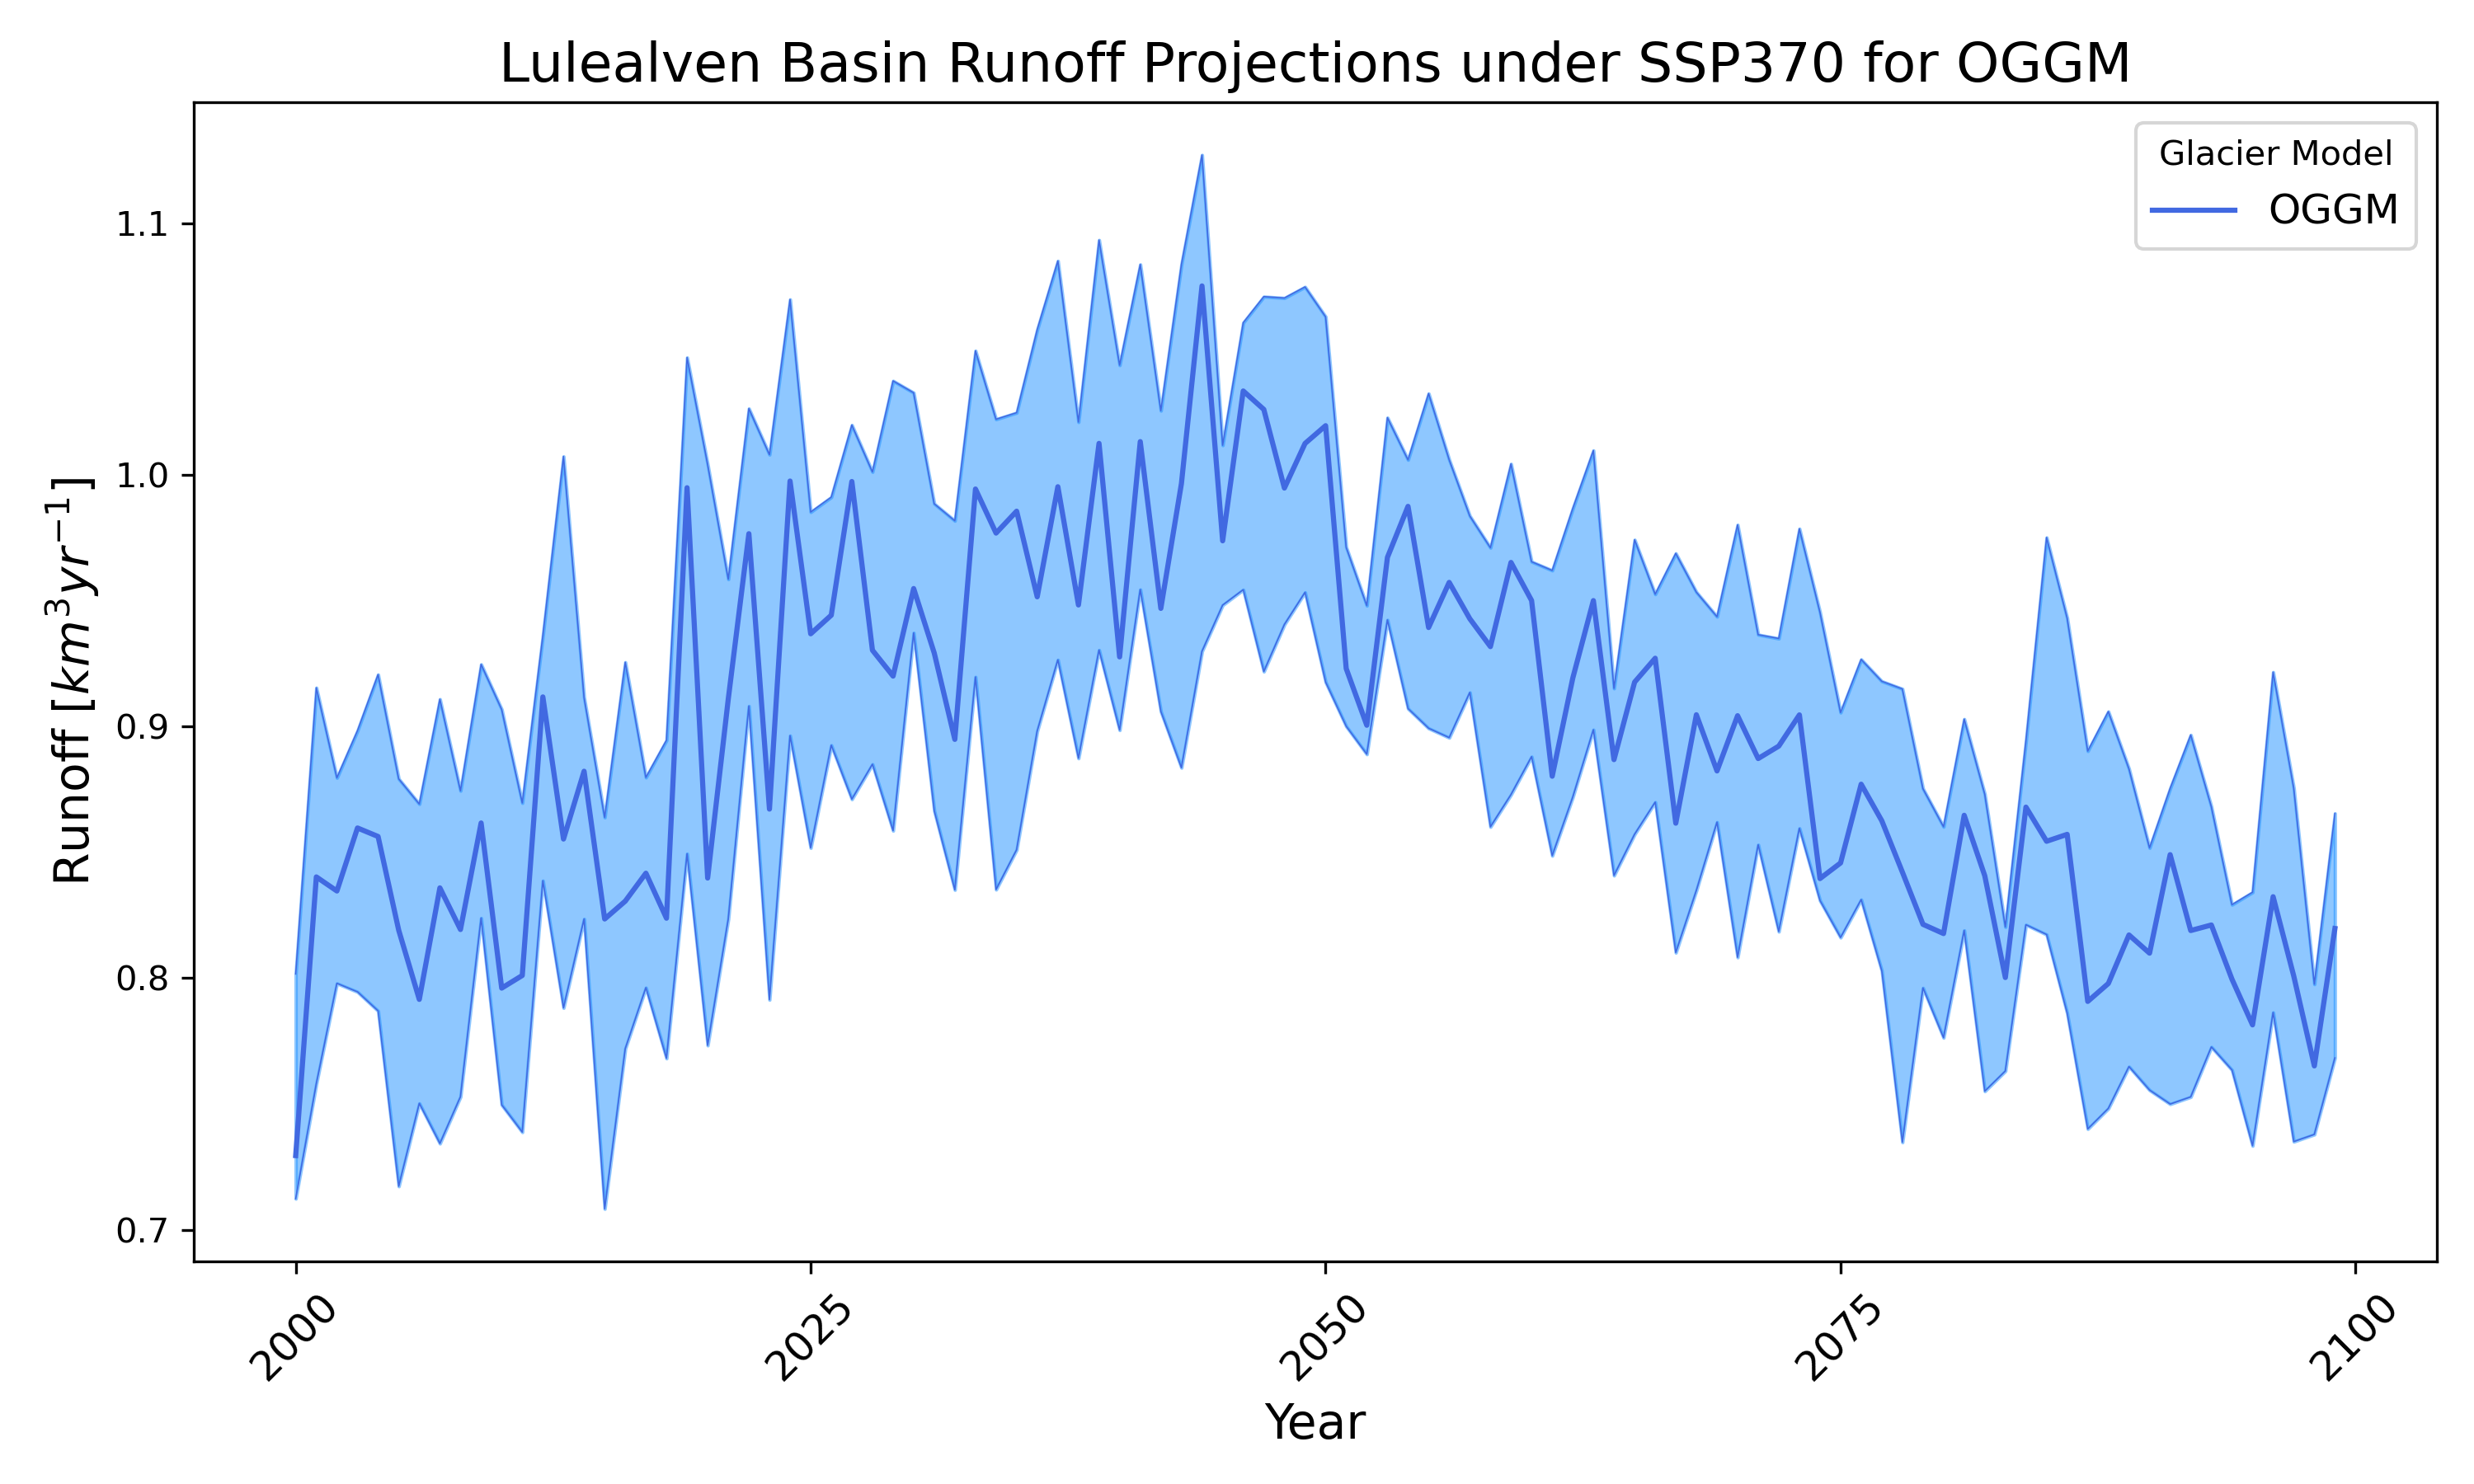 Lulealven Basin Runoff Projections under SSP370 for OGGM
Glacier Model
OGGM
1.1
1.0
0.9
0.8
0.7
Runoff [km³yr⁻¹]
2000
2025
2050
2075
2100
Year